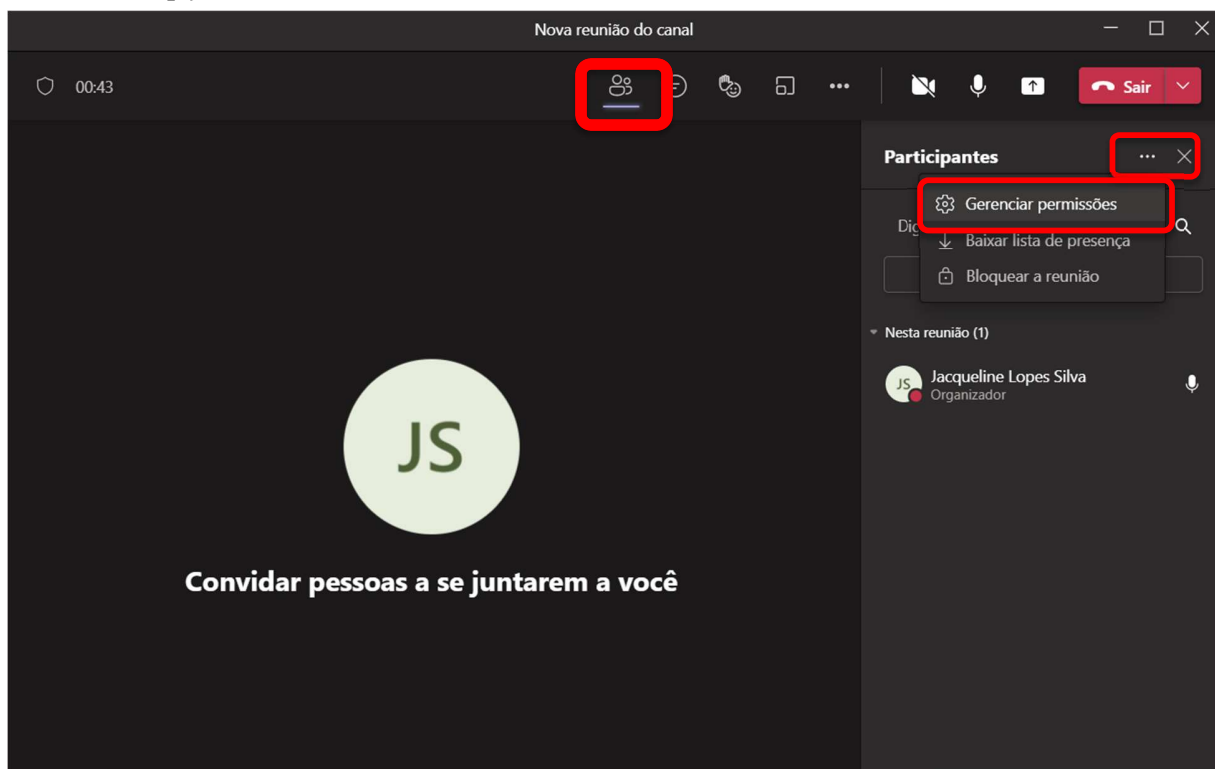 Nova reunião do canal
00:43
Sair
Participantes
Gerenciar permissões
Baixar lista de presença
Bloquear a reunião
Nesta reunião (1)
JS
Jacqueline Lopes Silva
Organizador
JS
Convidar pessoas a se juntarem a você